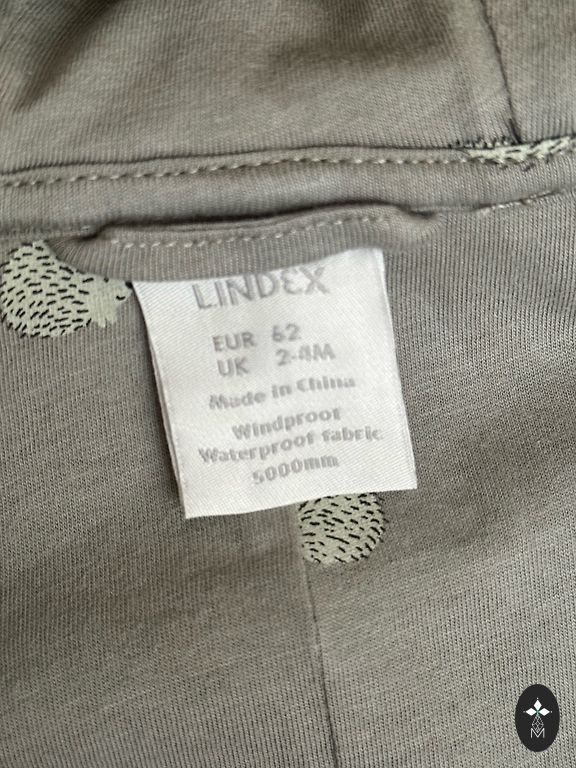 LINDEX
EUR 62
UK 2-4M
Made in China
Windproof
Waterproof fabric
5000mm
M